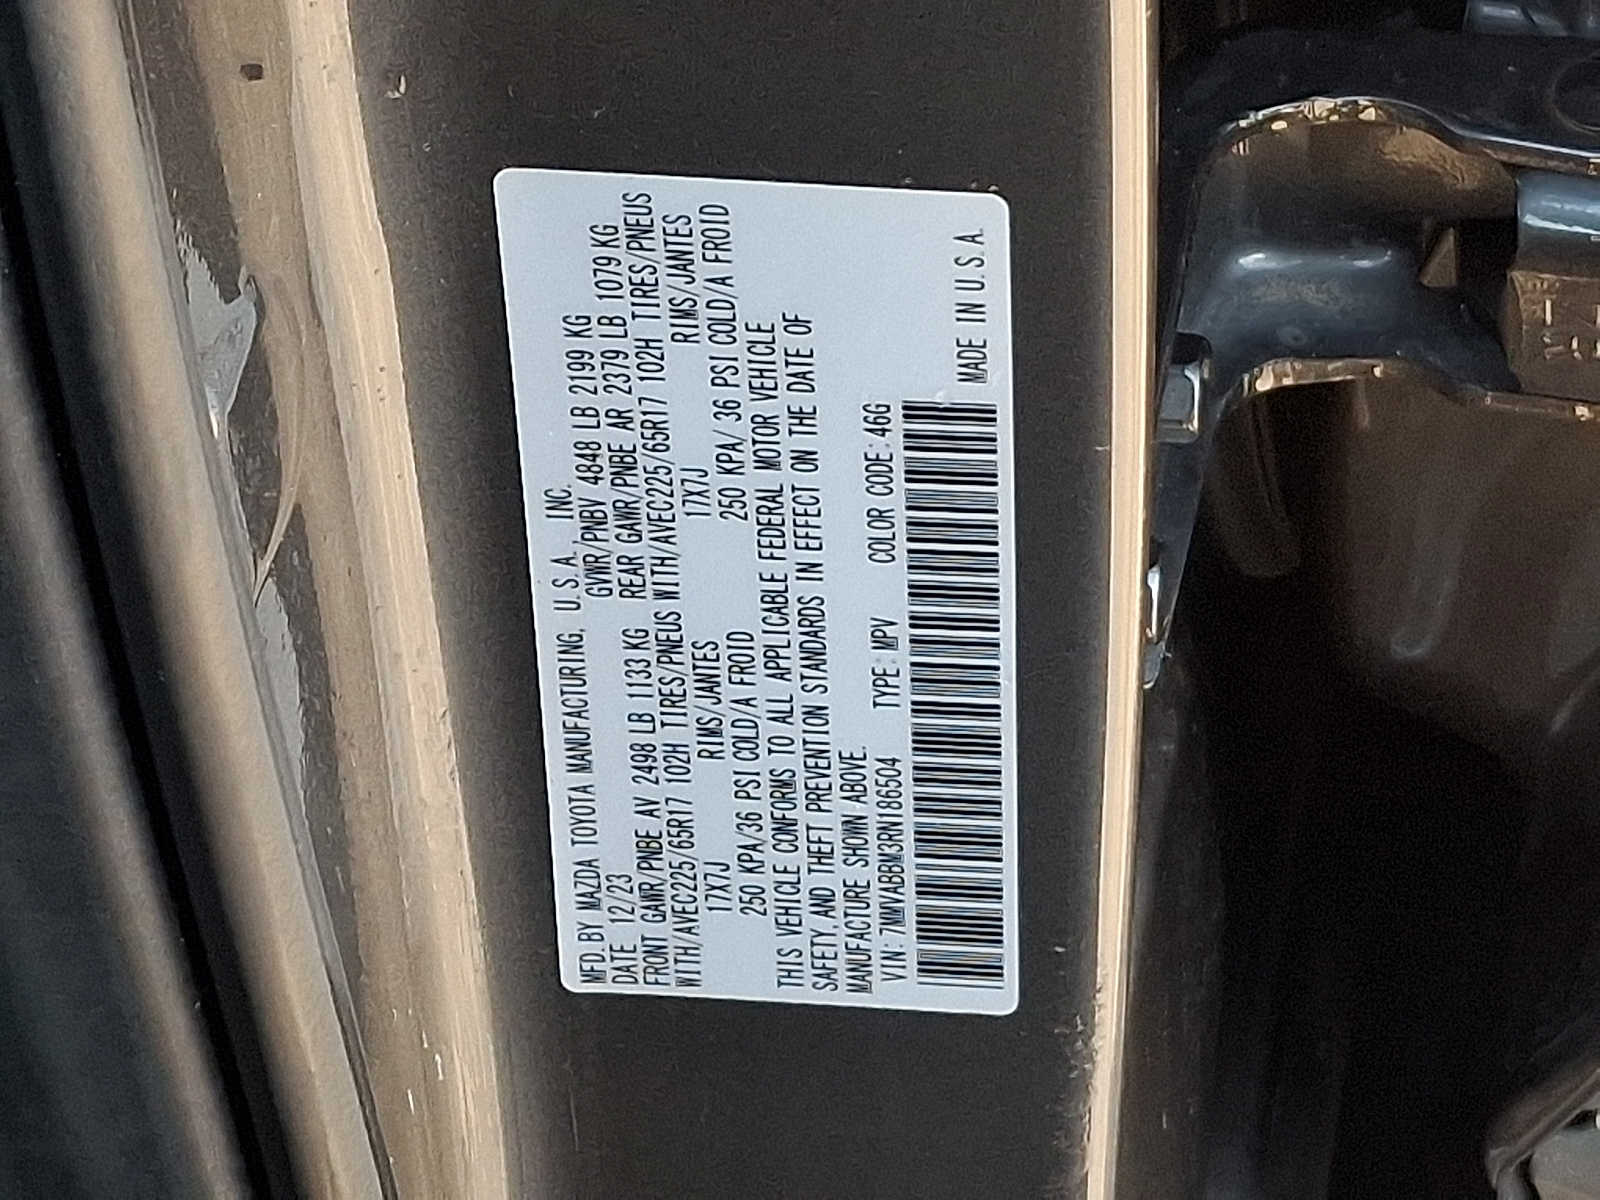 MFD. BY MAZDA TOYOTA MANUFACTURING, U.S.A. INC.
DATE 12/23 GVWR/PNBV 4848 LB 2199 KG
FRONT GAWR/PNBE AV 2498 LB 1133 KG REAR GAWR/PNBE AR 2379 LB 1079 KG
WITH/AVEC225/65R17 102H TIRES/PNEUS WITH/AVEC225/65R17 102H TIRES/PNEUS
17X7J RIMS/JANTES 17X7J RIMS/JANTES
250 KPA/36 PSI COLD/A FROID 250 KPA/ 36 PSI COLD/A FROID
THIS VEHICLE CONFORMS TO ALL APPLICABLE FEDERAL MOTOR VEHICLE
SAFETY, AND THEFT PREVENTION STANDARDS IN EFFECT ON THE DATE OF
MANUFACTURE SHOWN ABOVE.
VIN: 7MMVABBM3RN186504 TYPE: MPV COLOR CODE: 46G
MADE IN U.S.A.